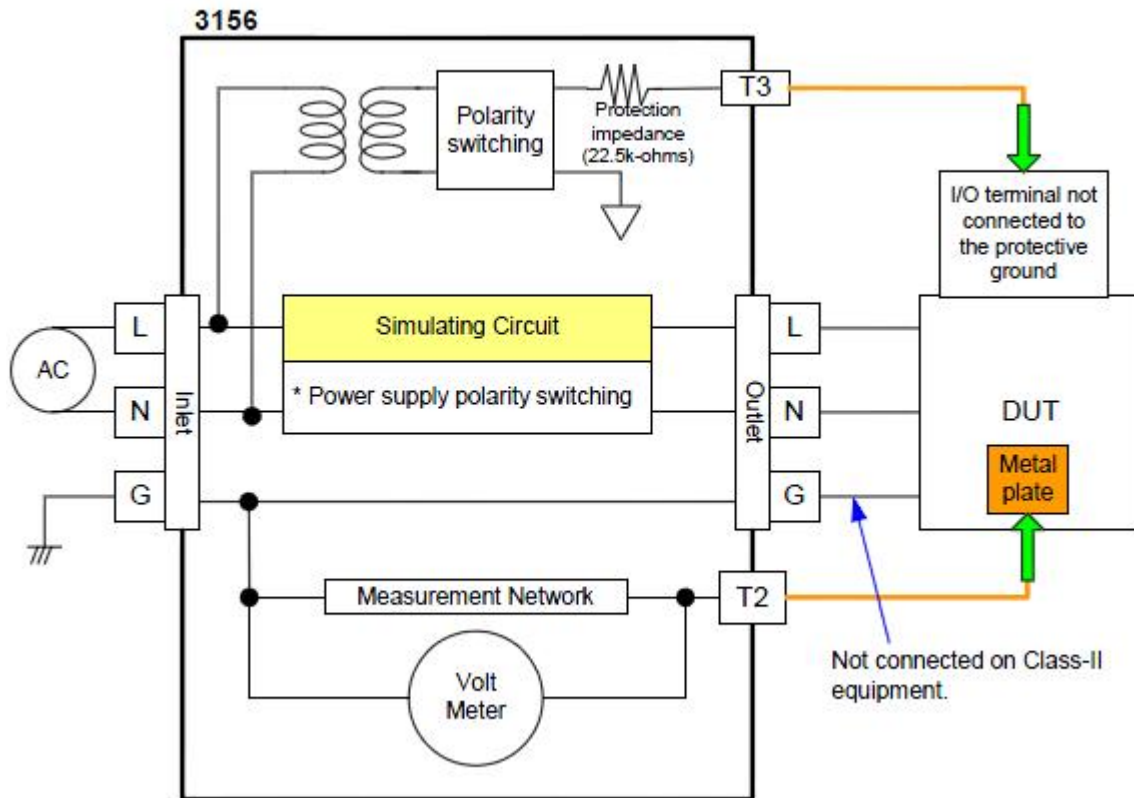 3156
Polarity
switching
Protection
impedance
(22.5k-ohms)
T3
I/O terminal not
connected to
the protective
ground
AC
L
N
G
Inlet
Simulating Circuit
* Power supply polarity switching
Outlet
L
N
G
DUT
Metal
plate
Measurement Network
T2
Volt
Meter
Not connected on Class-II
equipment.